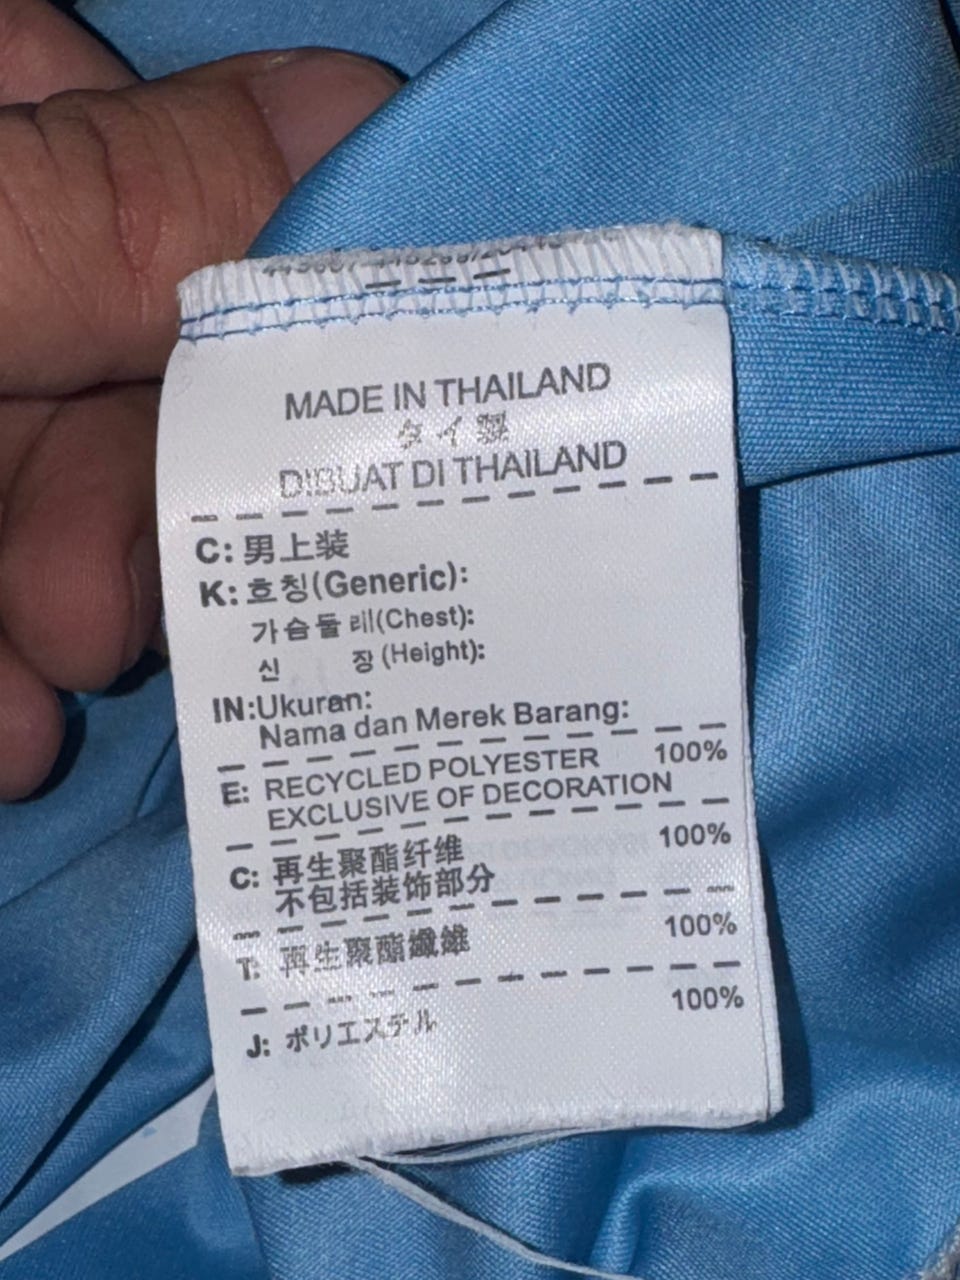 MADE IN THAILAND
タイ製
DIBUAT DI THAILAND
C: 男上装
K: 호칭(Generic):
가슴둘레(Chest):
신 장 (Height):
IN:Ukuran:
Nama dan Merek Barang:
E: RECYCLED POLYESTER 100%
EXCLUSIVE OF DECORATION
C: 再生聚酯纤维 100%
不包括装饰部分
T: 再生聚酯纖維 100%
J: ポリエステル 100%